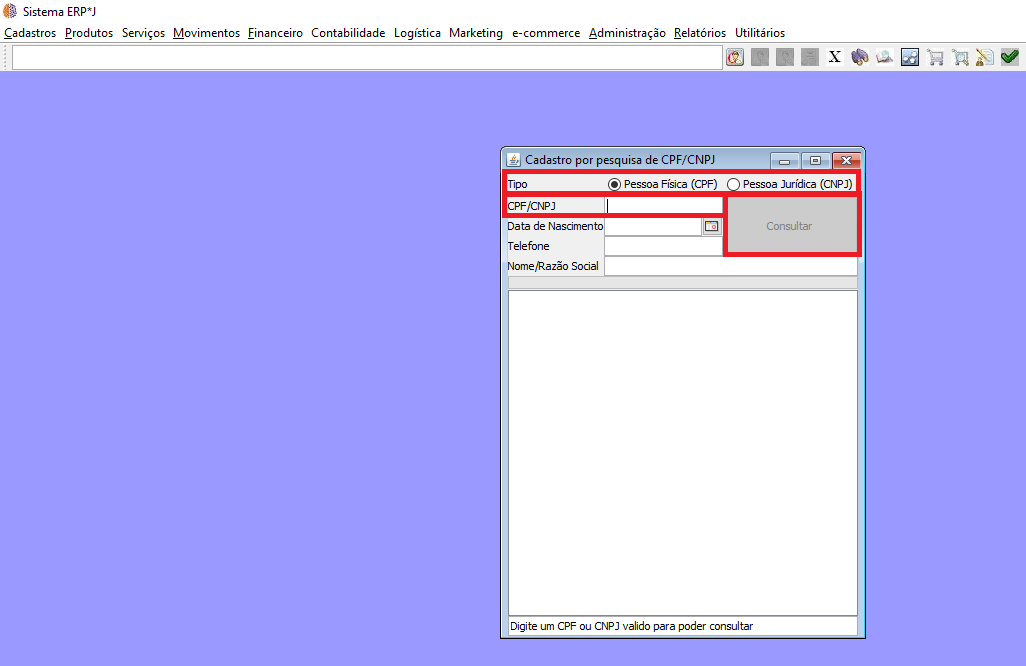 Sistema ERP*J
Cadastros Produtos Serviços Movimentos Financeiro Contabilidade Logística Marketing e-commerce Administração Relatórios Utilitários
X
Cadastro por pesquisa de CPF/CNPJ
Tipo Pessoa Física (CPF) Pessoa Jurídica (CNPJ)
CPF/CNPJ
Consultar
Data de Nascimento
Telefone
Nome/Razão Social
Digite um CPF ou CNPJ valido para poder consultar